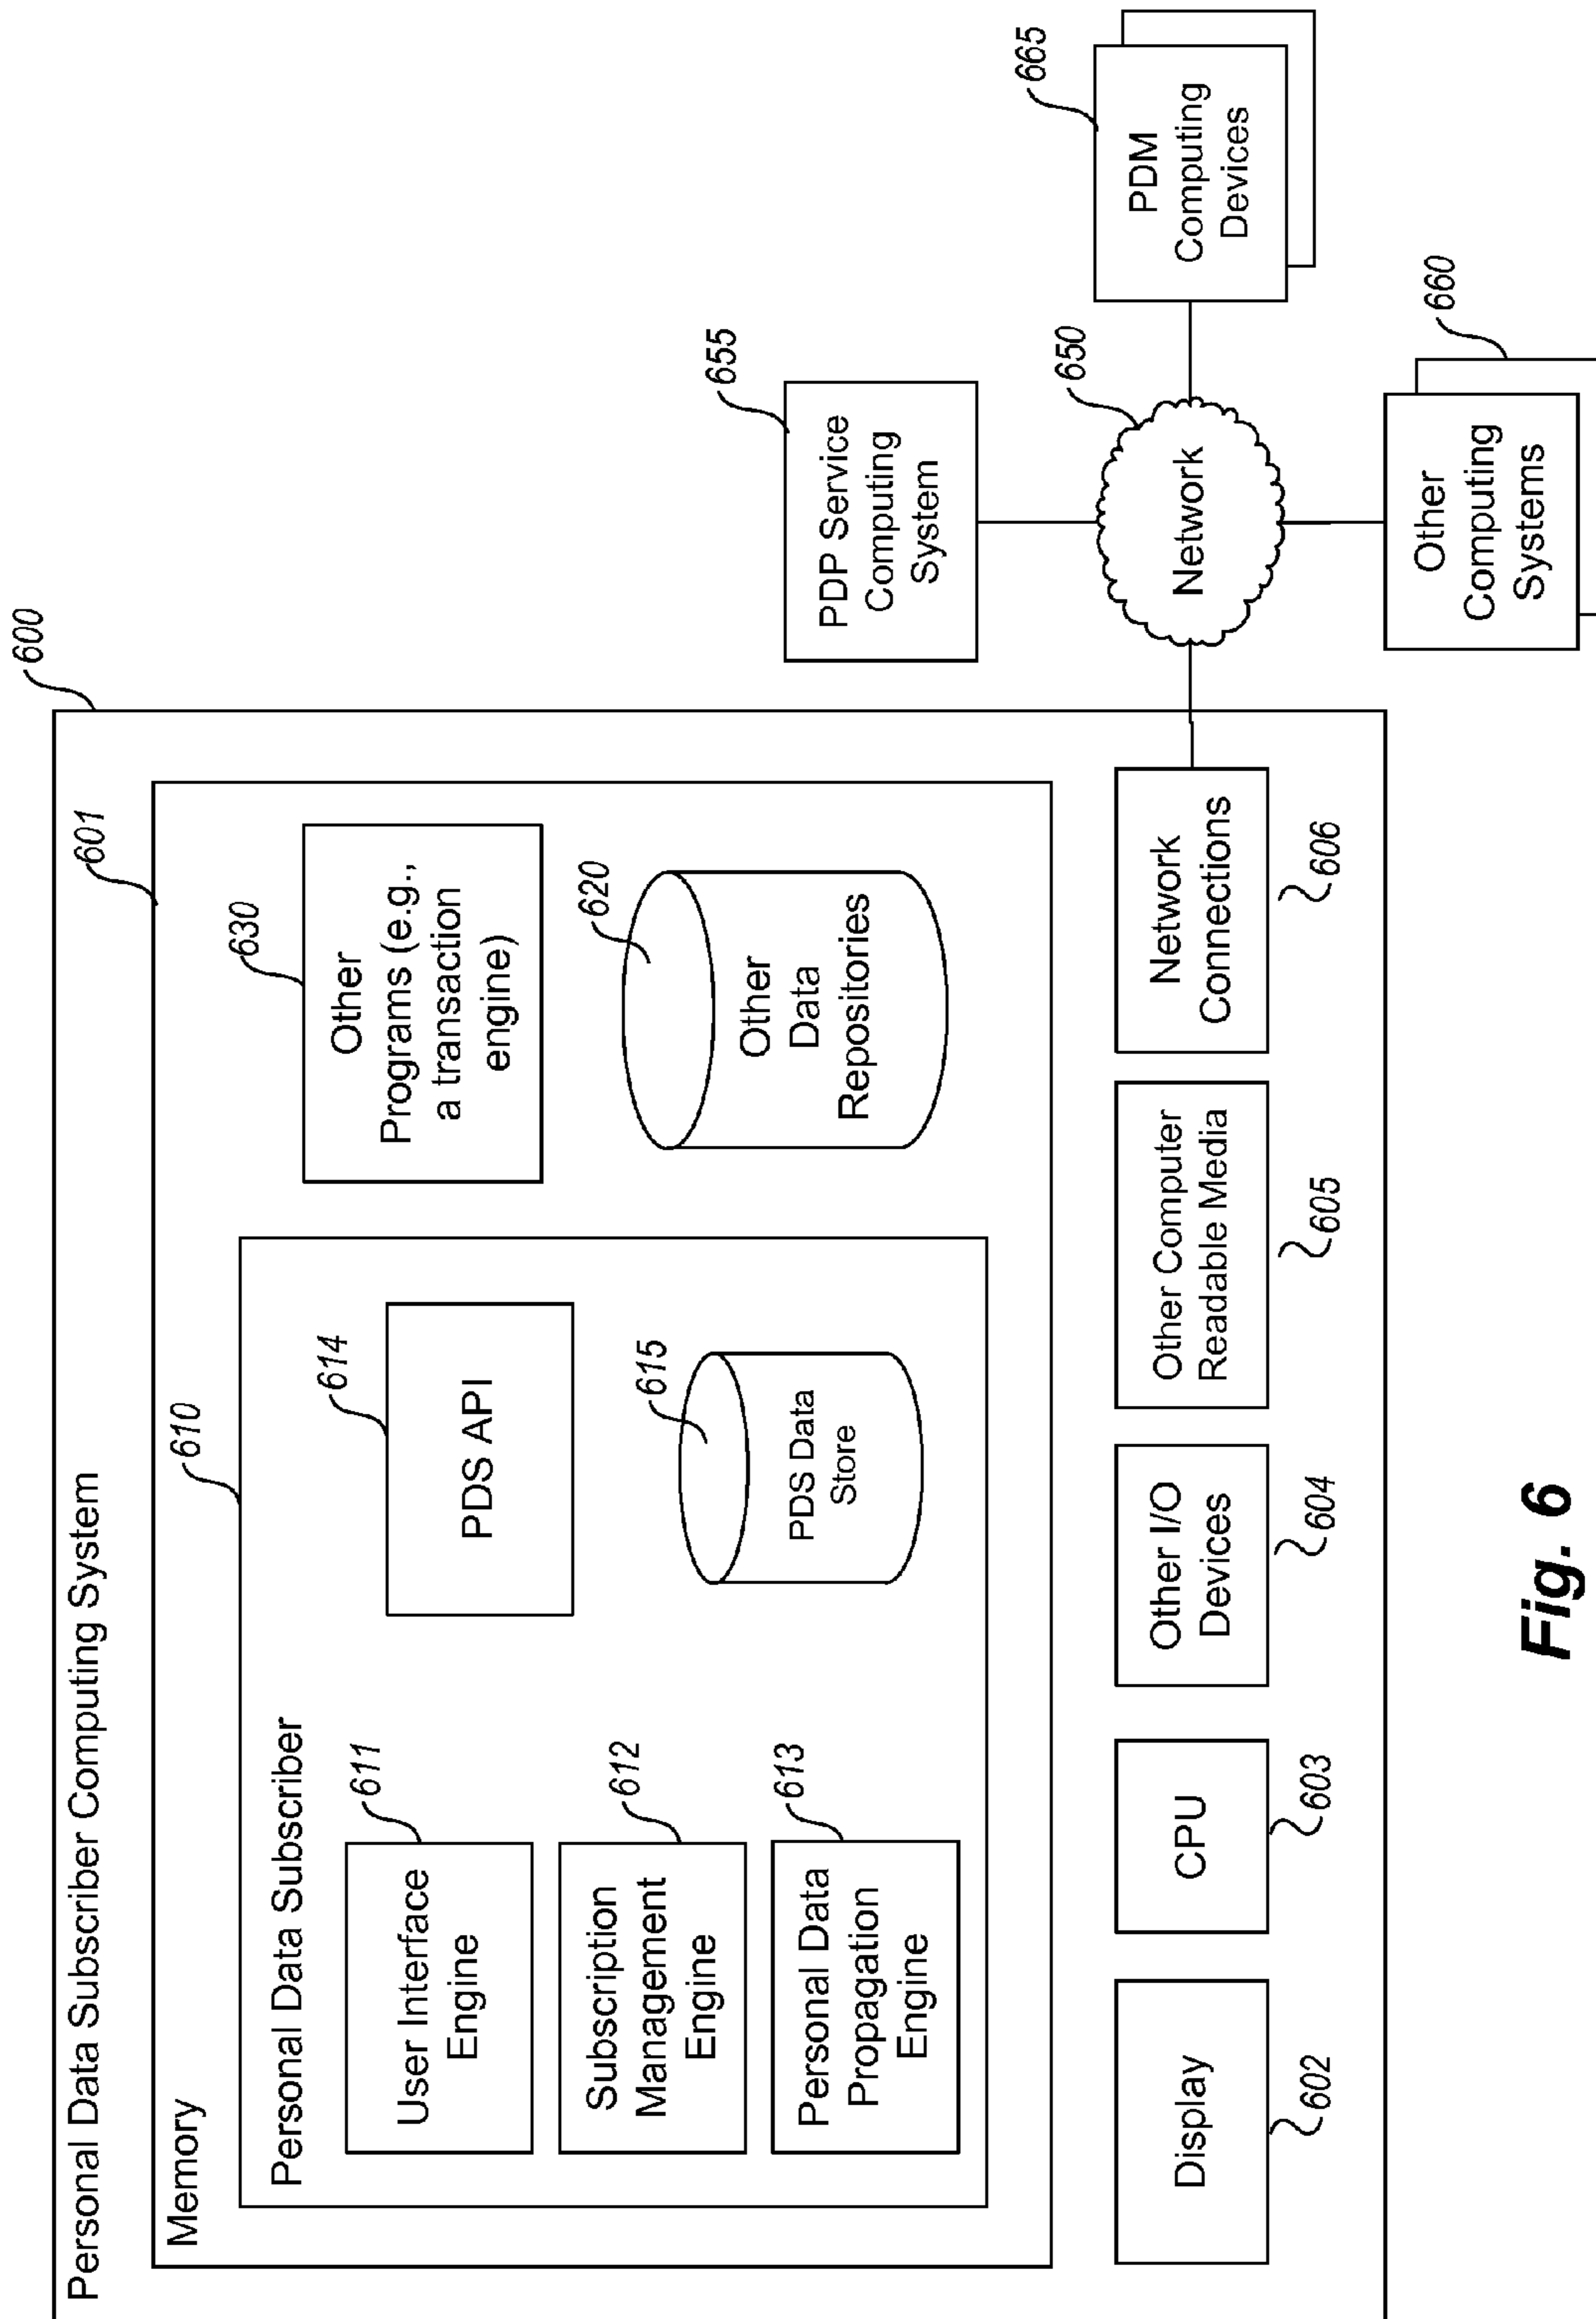 Personal Data Subscriber Computing System
600
Memory
601
Personal Data Subscriber
610
User Interface
Engine
611
Subscription
Management
Engine
612
Personal Data
Propagation
Engine
613
PDS API
614
PDS Data
Store
615
Other
Programs (e.g.,
a transaction
engine)
630
Other
Data
Repositories
620
Display
602
CPU
603
Other I/O
Devices
604
Other Computer
Readable Media
605
Network
Connections
606
PDP Service
Computing
System
655
Network
650
PDM
Computing
Devices
665
Other
Computing
Systems
660
Fig. 6